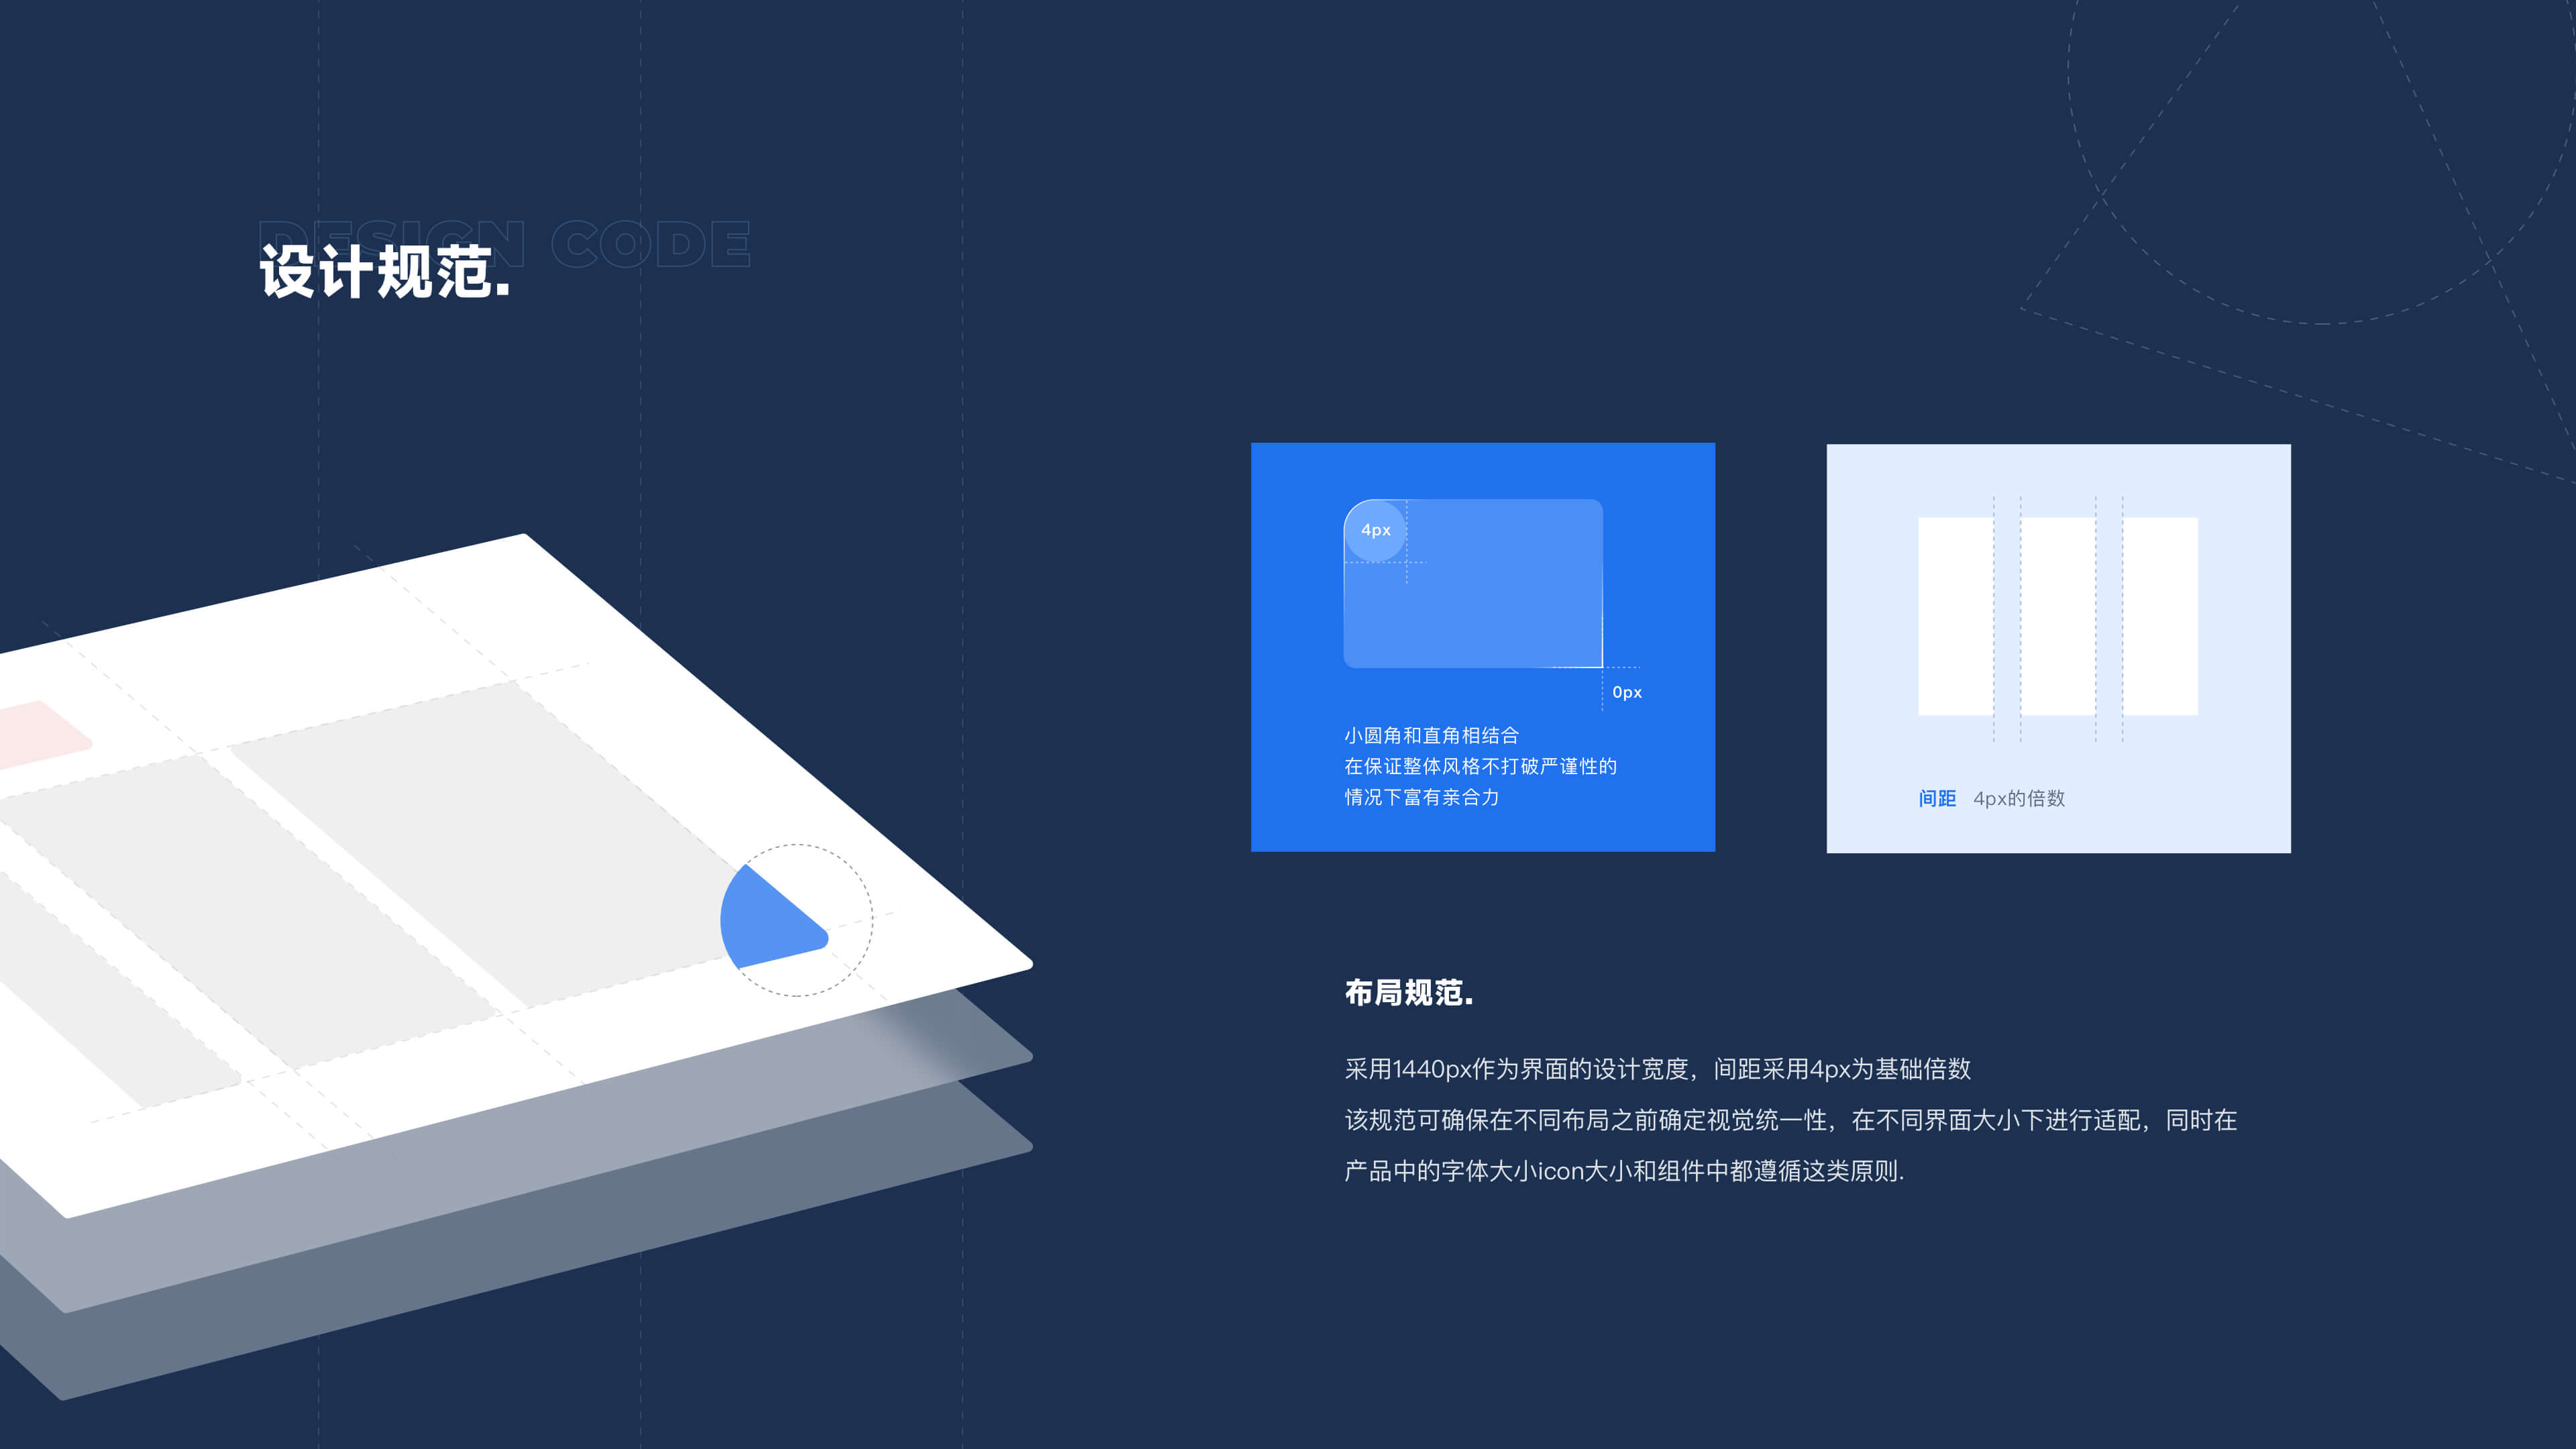 DESIGN CODE
设计规范.
4px
0px
小圆角和直角相结合
在保证整体风格不打破严谨性的
情况下富有亲合力
间距 4px的倍数
布局规范.
采用1440px作为界面的设计宽度，间距采用4px为基础倍数
该规范可确保在不同布局之前确定视觉统一性，在不同界面大小下进行适配，同时在
产品中的字体大小icon大小和组件中都遵循这类原则.